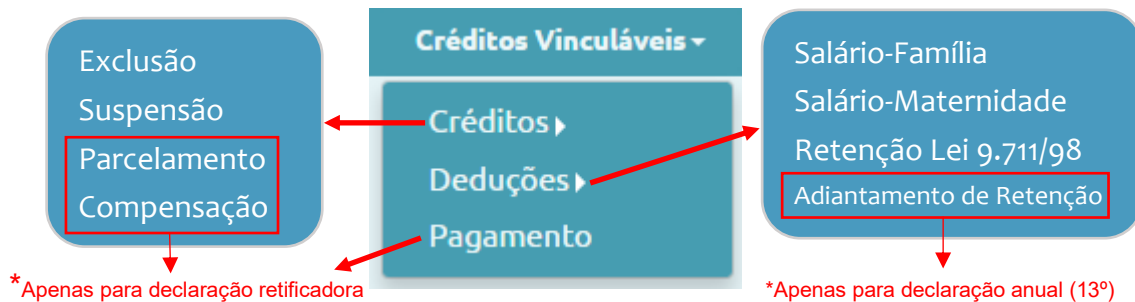 Exclusão
Suspensão
Parcelamento
Compensação
*Apenas para declaração retificadora
Créditos Vinculáveis
Créditos
Deduções
Pagamento
Salário-Família
Salário-Maternidade
Retenção Lei 9.711/98
Adiantamento de Retenção
*Apenas para declaração anual (13º)